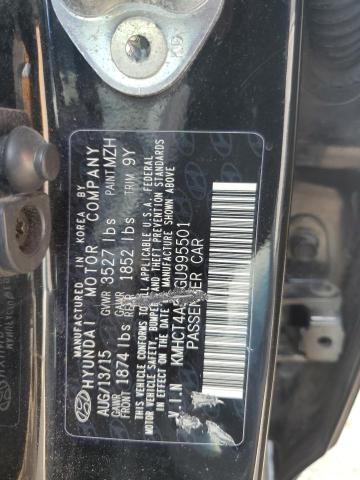 MANUFACTURED IN KOREA BY
HYUNDAI MOTOR COMPANY
AUG/13/15 GVWR 3527 lbs PAINT MZH
GAWR FRONT 1874 lbs GAWR REAR 1852 lbs TRIM 9Y
THIS VEHICLE CONFORMS TO ALL APPLICABLE U.S.A. FEDERAL
MOTOR VEHICLE SAFETY, BUMPER, AND THEFT PREVENTION
STANDARDS IN EFFECT ON THE DATE OF MANUFACTURE SHOWN ABOVE
V.I.N
PASSENGER CAR